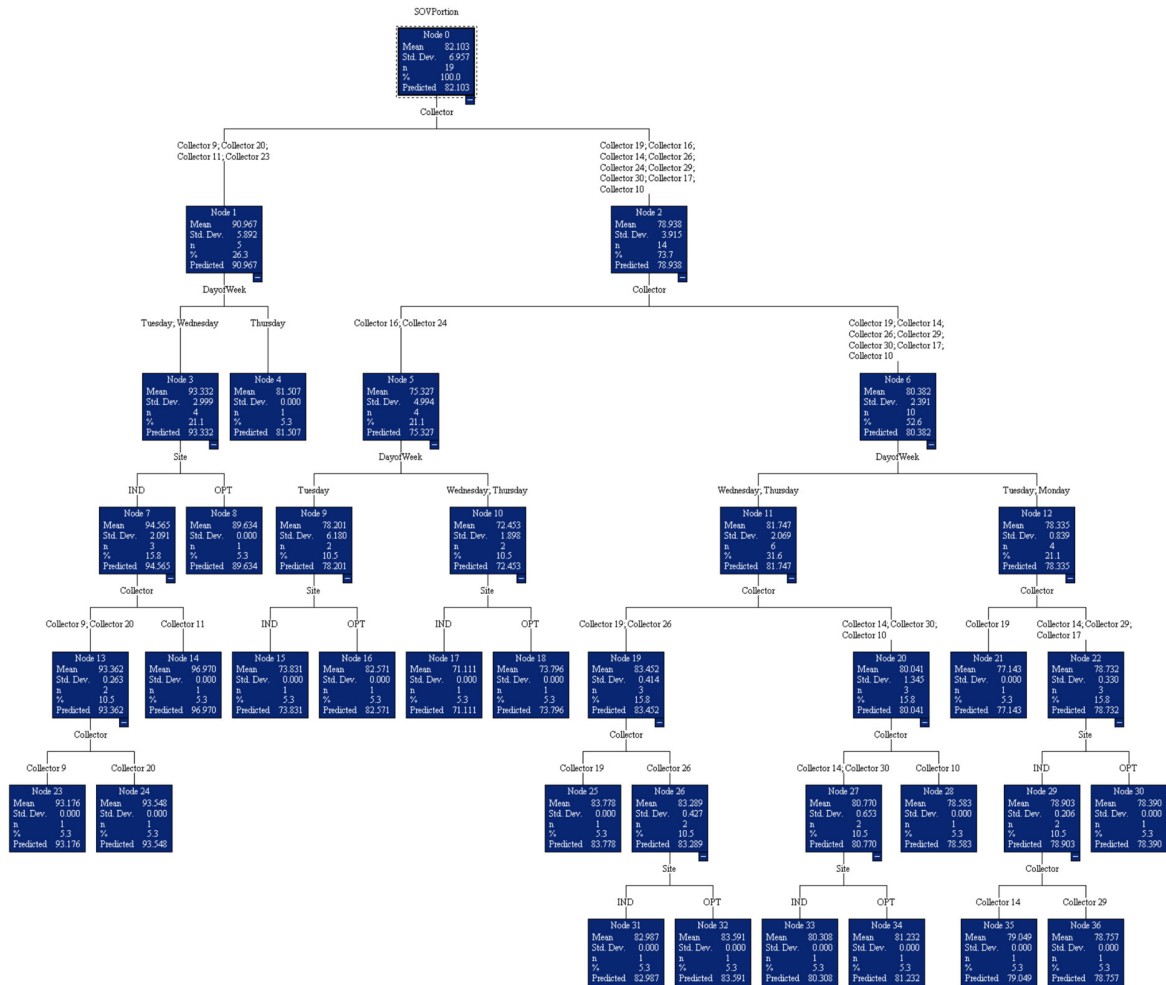 SOVPortion
Node 0
Mean 82.103
Std. Dev. 6.957
n 19
% 100.0
Predicted 82.103
Collector
Collector 9; Collector 20;
Collector 11; Collector 23
Collector 19; Collector 16;
Collector 14; Collector 26;
Collector 24; Collector 29;
Collector 30; Collector 17;
Collector 10
Node 1
Mean 90.967
Std. Dev. 5.892
n 5
% 26.3
Predicted 90.967
Node 2
Mean 78.938
Std. Dev. 3.915
n 14
% 73.7
Predicted 78.938
DayofWeek
Collector
Tuesday; Wednesday
Thursday
Collector 16; Collector 24
Collector 19; Collector 14;
Collector 26; Collector 29;
Collector 30; Collector 17;
Collector 10
Node 3
Mean 93.332
Std. Dev. 2.999
n 4
% 21.1
Predicted 93.332
Node 4
Mean 81.507
Std. Dev. 0.000
n 1
% 5.3
Predicted 81.507
Node 5
Mean 75.327
Std. Dev. 4.994
n 4
% 21.1
Predicted 75.327
Node 6
Mean 80.382
Std. Dev. 2.391
n 10
% 52.6
Predicted 80.382
Site
DayofWeek
DayofWeek
IND
OPT
Tuesday
Wednesday; Thursday
Wednesday; Thursday
Tuesday; Monday
Node 7
Mean 94.565
Std. Dev. 2.091
n 3
% 15.8
Predicted 94.565
Node 8
Mean 89.634
Std. Dev. 0.000
n 1
% 5.3
Predicted 89.634
Node 9
Mean 78.201
Std. Dev. 6.180
n 2
% 10.5
Predicted 78.201
Node 10
Mean 72.453
Std. Dev. 1.898
n 2
% 10.5
Predicted 72.453
Node 11
Mean 81.747
Std. Dev. 2.069
n 6
% 31.6
Predicted 81.747
Node 12
Mean 78.335
Std. Dev. 0.839
n 4
% 21.1
Predicted 78.335
Collector
Site
Site
Collector
Collector
Collector 9; Collector 20
Collector 11
IND
OPT
IND
OPT
Collector 19; Collector 26
Collector 14; Collector 30;
Collector 10
Collector 19
Collector 14; Collector 29;
Collector 17
Node 13
Mean 93.362
Std. Dev. 0.263
n 2
% 10.5
Predicted 93.362
Node 14
Mean 96.970
Std. Dev. 0.000
n 1
% 5.3
Predicted 96.970
Node 15
Mean 73.831
Std. Dev. 0.000
n 1
% 5.3
Predicted 73.831
Node 16
Mean 82.571
Std. Dev. 0.000
n 1
% 5.3
Predicted 82.571
Node 17
Mean 71.111
Std. Dev. 0.000
n 1
% 5.3
Predicted 71.111
Node 18
Mean 73.796
Std. Dev. 0.000
n 1
% 5.3
Predicted 73.796
Node 19
Mean 83.452
Std. Dev. 0.414
n 3
% 15.8
Predicted 83.452
Node 20
Mean 80.041
Std. Dev. 1.345
n 3
% 15.8
Predicted 80.041
Node 21
Mean 77.143
Std. Dev. 0.000
n 1
% 5.3
Predicted 77.143
Node 22
Mean 78.732
Std. Dev. 0.330
n 3
% 15.8
Predicted 78.732
Collector
Collector
Collector
Site
Collector 9
Collector 20
Collector 19
Collector 26
Collector 14; Collector 30
Collector 10
IND
OPT
Node 23
Mean 93.176
Std. Dev. 0.000
n 1
% 5.3
Predicted 93.176
Node 24
Mean 93.548
Std. Dev. 0.000
n 1
% 5.3
Predicted 93.548
Node 25
Mean 83.778
Std. Dev. 0.000
n 1
% 5.3
Predicted 83.778
Node 26
Mean 83.289
Std. Dev. 0.427
n 2
% 10.5
Predicted 83.289
Node 27
Mean 80.770
Std. Dev. 0.653
n 2
% 10.5
Predicted 80.770
Node 28
Mean 78.583
Std. Dev. 0.000
n 1
% 5.3
Predicted 78.583
Node 29
Mean 78.903
Std. Dev. 0.206
n 2
% 10.5
Predicted 78.903
Node 30
Mean 78.390
Std. Dev. 0.000
n 1
% 5.3
Predicted 78.390
Site
Site
Collector
IND
OPT
IND
OPT
Collector 14
Collector 29
Node 31
Mean 82.987
Std. Dev. 0.000
n 1
% 5.3
Predicted 82.987
Node 32
Mean 83.591
Std. Dev. 0.000
n 1
% 5.3
Predicted 83.591
Node 33
Mean 80.308
Std. Dev. 0.000
n 1
% 5.3
Predicted 80.308
Node 34
Mean 81.232
Std. Dev. 0.000
n 1
% 5.3
Predicted 81.232
Node 35
Mean 79.049
Std. Dev. 0.000
n 1
% 5.3
Predicted 79.049
Node 36
Mean 78.757
Std. Dev. 0.000
n 1
% 5.3
Predicted 78.757